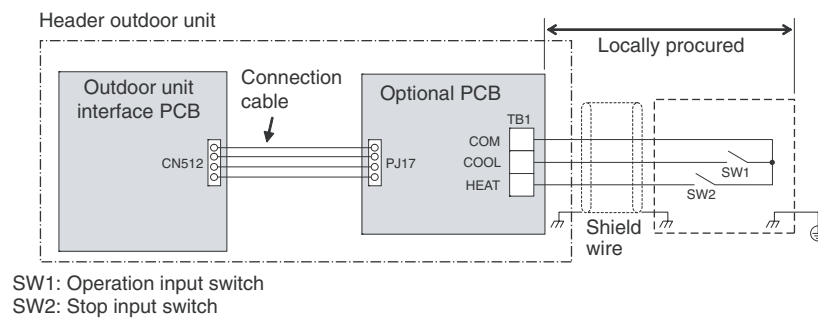 Header outdoor unit
Locally procured
Outdoor unit
interface PCB
Connection
cable
Optional PCB
TB1
COM
COOL
HEAT
CN512
PJ17
SW1
SW2
Shield
wire
SW1: Operation input switch
SW2: Stop input switch